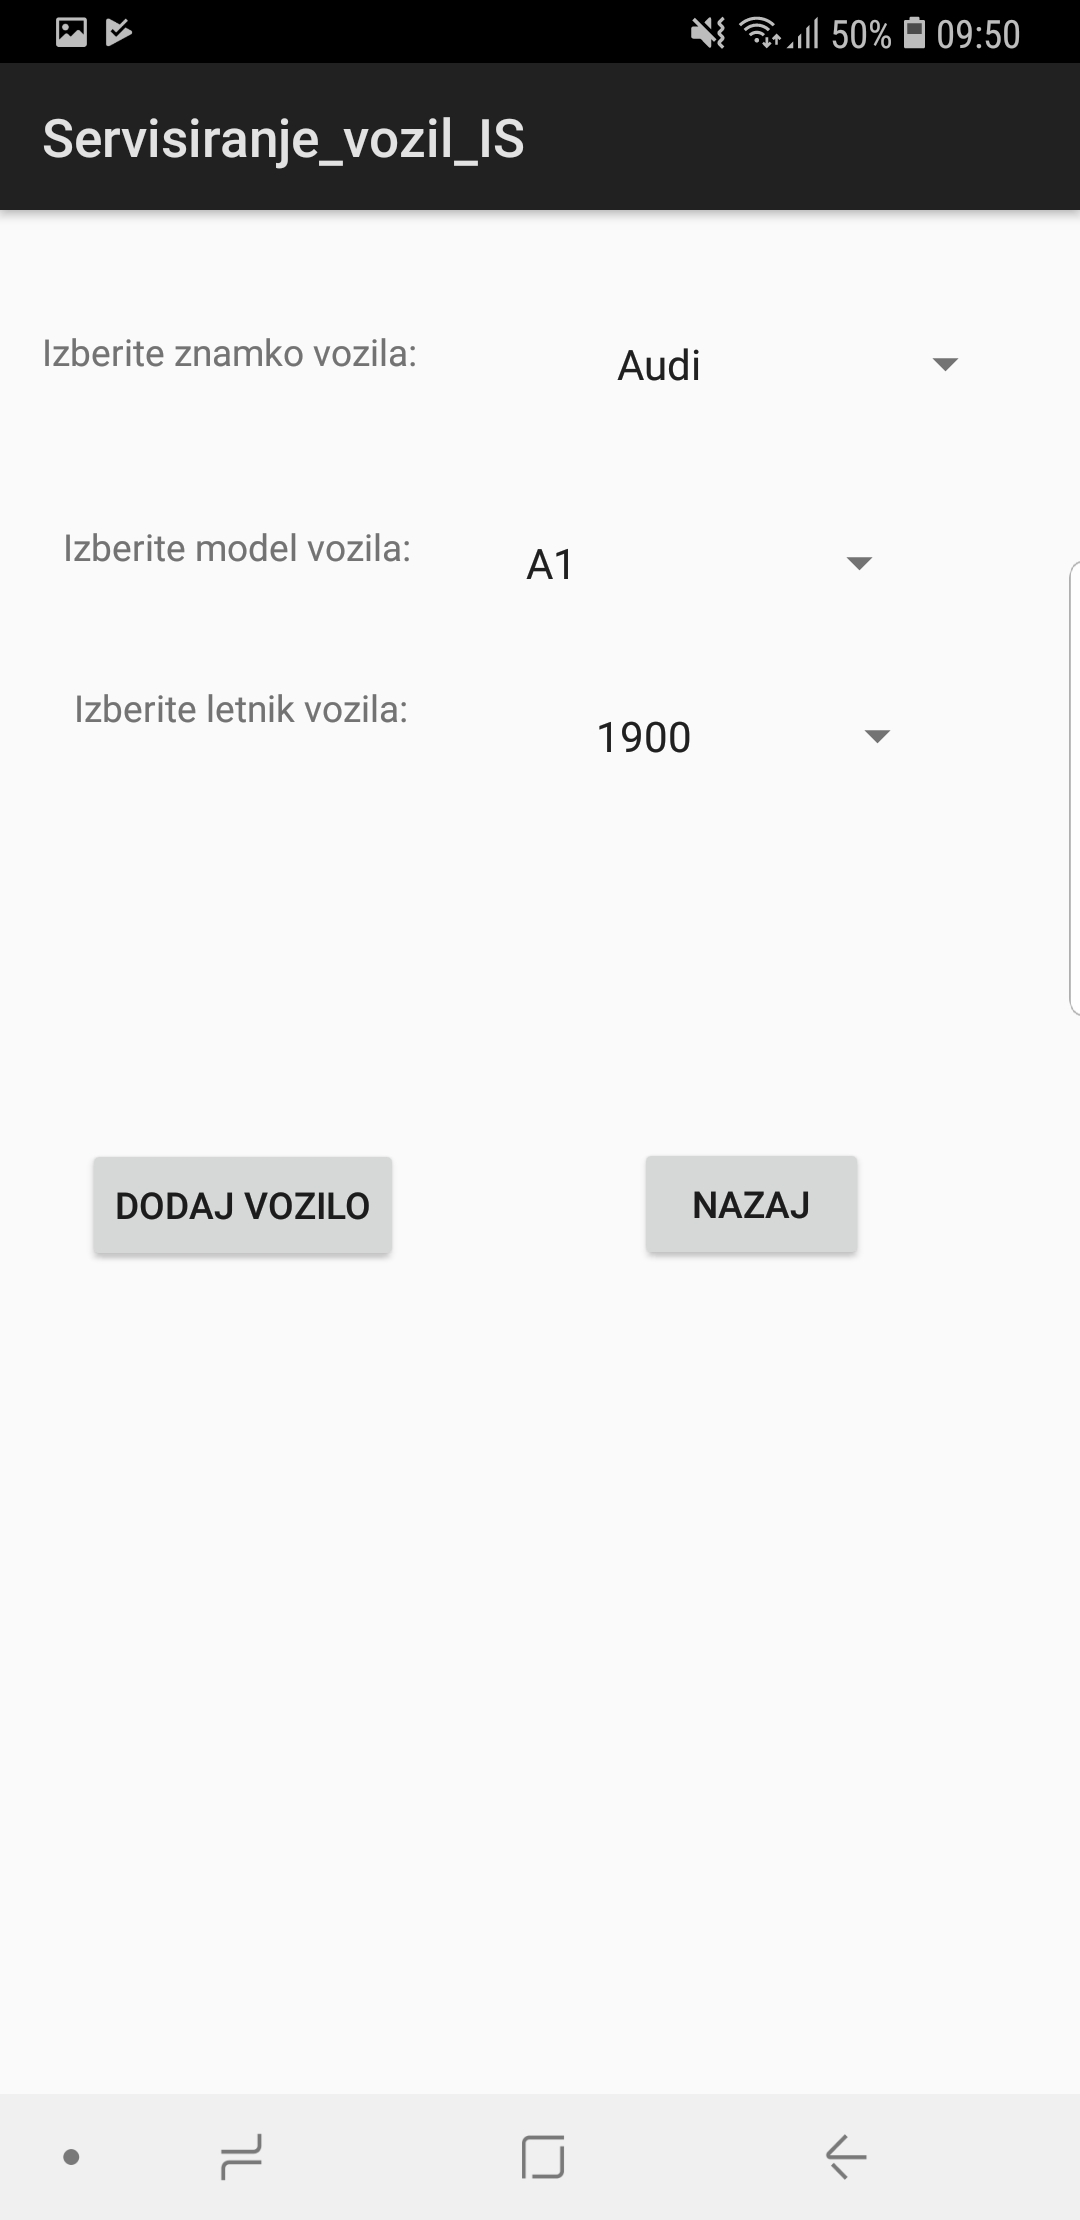 50% 09:50
Servisiranje_vozil_IS
Izberite znamko vozila: Audi
Izberite model vozila: A1
Izberite letnik vozila: 1900
DODAJ VOZILO NAZAJ